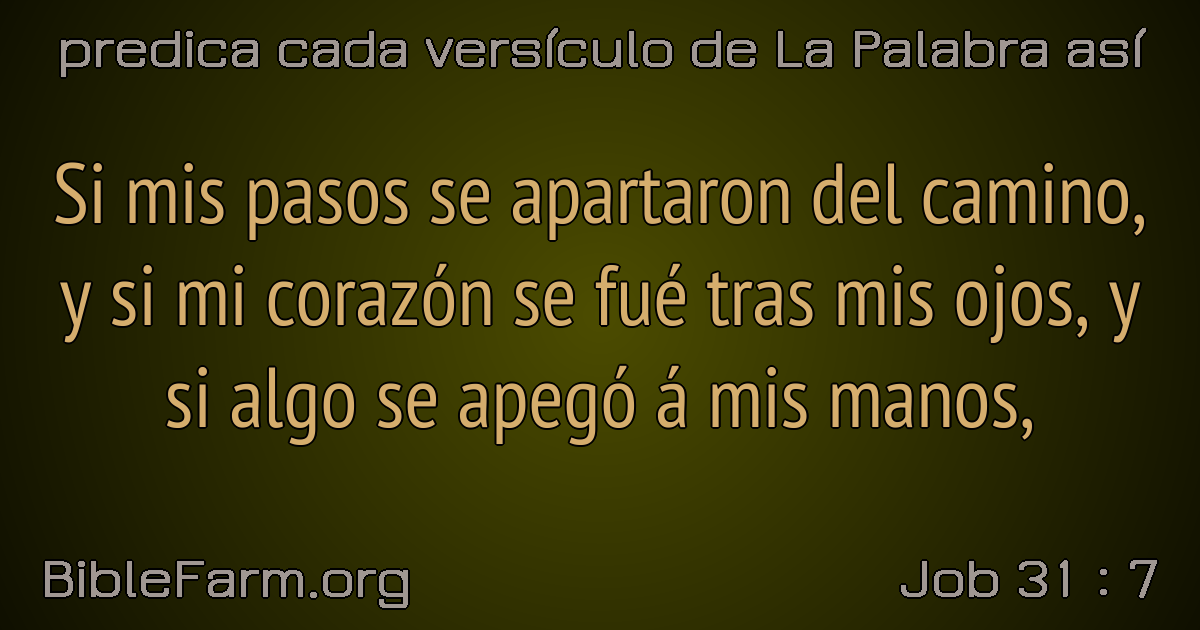 predica cada versículo de La Palabra así
Si mis pasos se apartaron del camino,
y si mi corazón se fué tras mis ojos, y
si algo se apegó á mis manos,
BibleFarm.org
Job 31 : 7